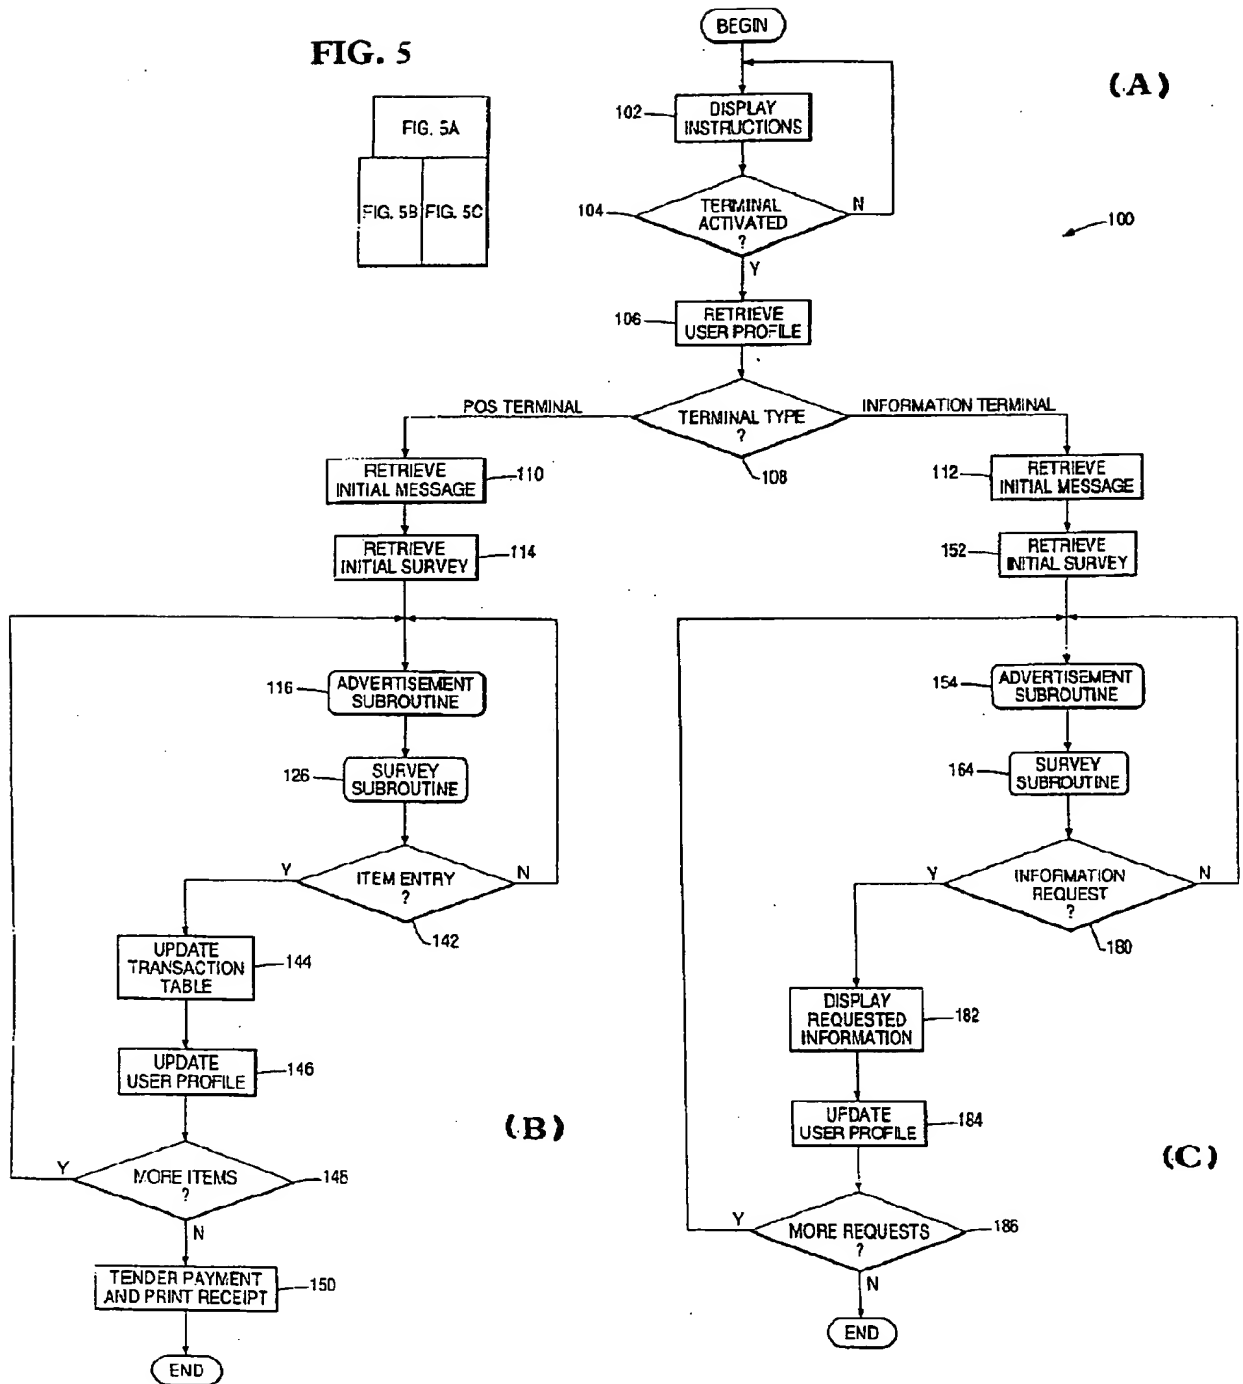 BEGIN
FIG. 5
(A)
FIG. 5A
FIG. 5B
FIG. 5C
102
DISPLAY
INSTRUCTIONS
104
TERMINAL
ACTIVATED
?
N
Y
100
106
RETRIEVE
USER PROFILE
POS TERMINAL
TERMINAL TYPE
?
INFORMATION TERMINAL
108
RETRIEVE
INITIAL MESSAGE
110
RETRIEVE
INITIAL SURVEY
114
116
ADVERTISEMENT
SUBROUTINE
126
SURVEY
SUBROUTINE
Y
ITEM ENTRY
?
N
142
UPDATE
TRANSACTION
TABLE
144
UPDATE
USER PROFILE
146
(B)
Y
MORE ITEMS
?
148
N
TENDER PAYMENT
AND PRINT RECEIPT
150
END
112
RETRIEVE
INITIAL MESSAGE
152
RETRIEVE
INITIAL SURVEY
154
ADVERTISEMENT
SUBROUTINE
164
SURVEY
SUBROUTINE
Y
INFORMATION
REQUEST
?
N
180
DISPLAY
REQUESTED
INFORMATION
182
UPDATE
USER PROFILE
184
(C)
Y
MORE REQUESTS
?
186
N
END